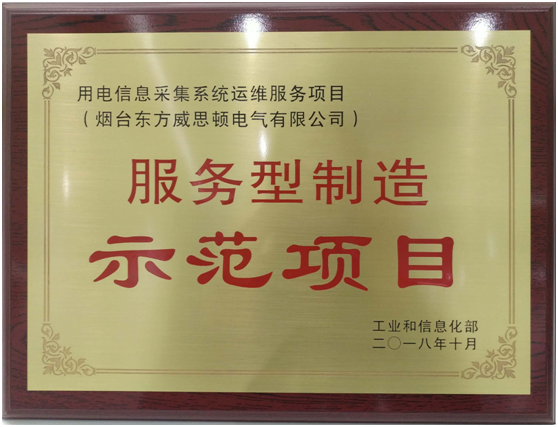 用电信息采集系统运维服务项目
（烟台东方威思顿电气有限公司）
服务型制造
示范项目
工业和信息化部
二〇一八年十月